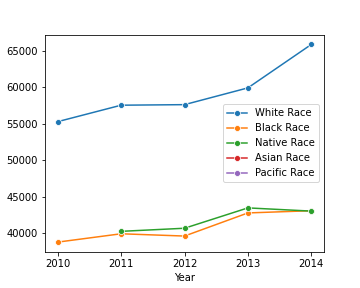 65000
60000
55000
50000
45000
40000
White Race
Black Race
Native Race
Asian Race
Pacific Race
2010 2011 2012 2013 2014
Year